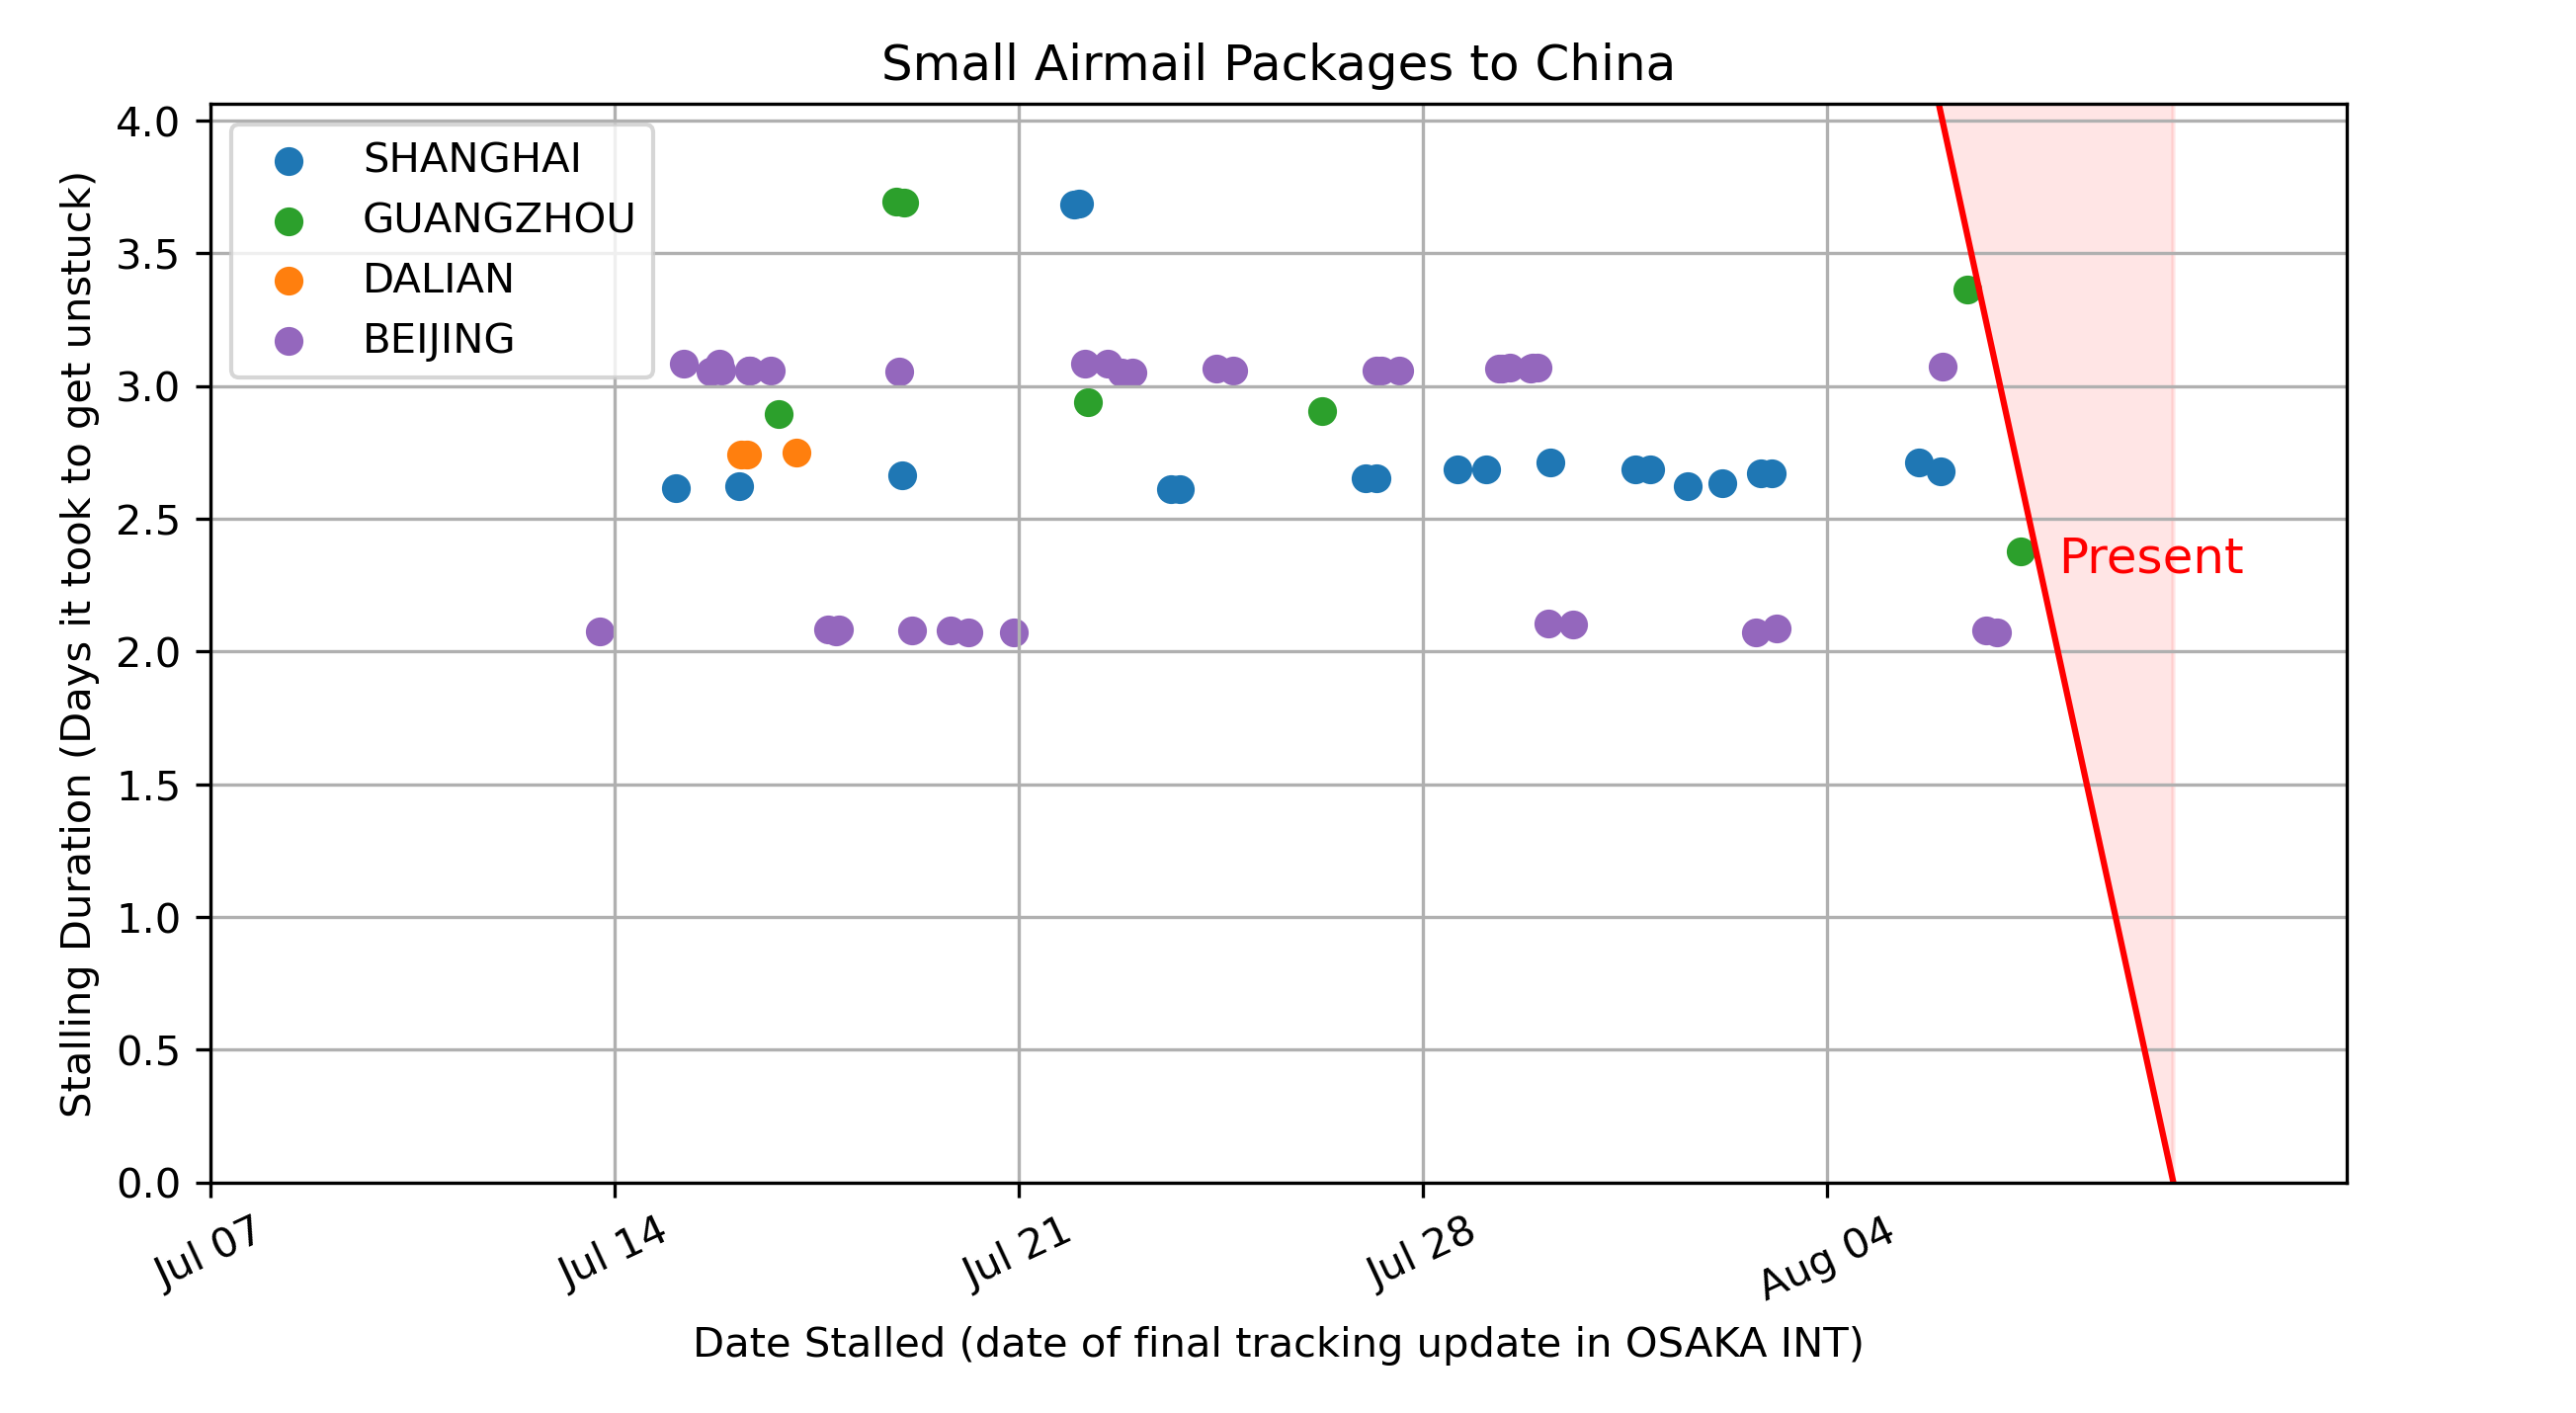 Small Airmail Packages to China
4.0
3.5
3.0
2.5
2.0
1.5
1.0
0.5
0.0
Stalling Duration (Days it took to get unstuck)
SHANGHAI
GUANGZHOU
DALIAN
BEIJING
Present
Jul 07
Jul 14
Jul 21
Jul 28
Aug 04
Date Stalled (date of final tracking update in OSAKA INT)